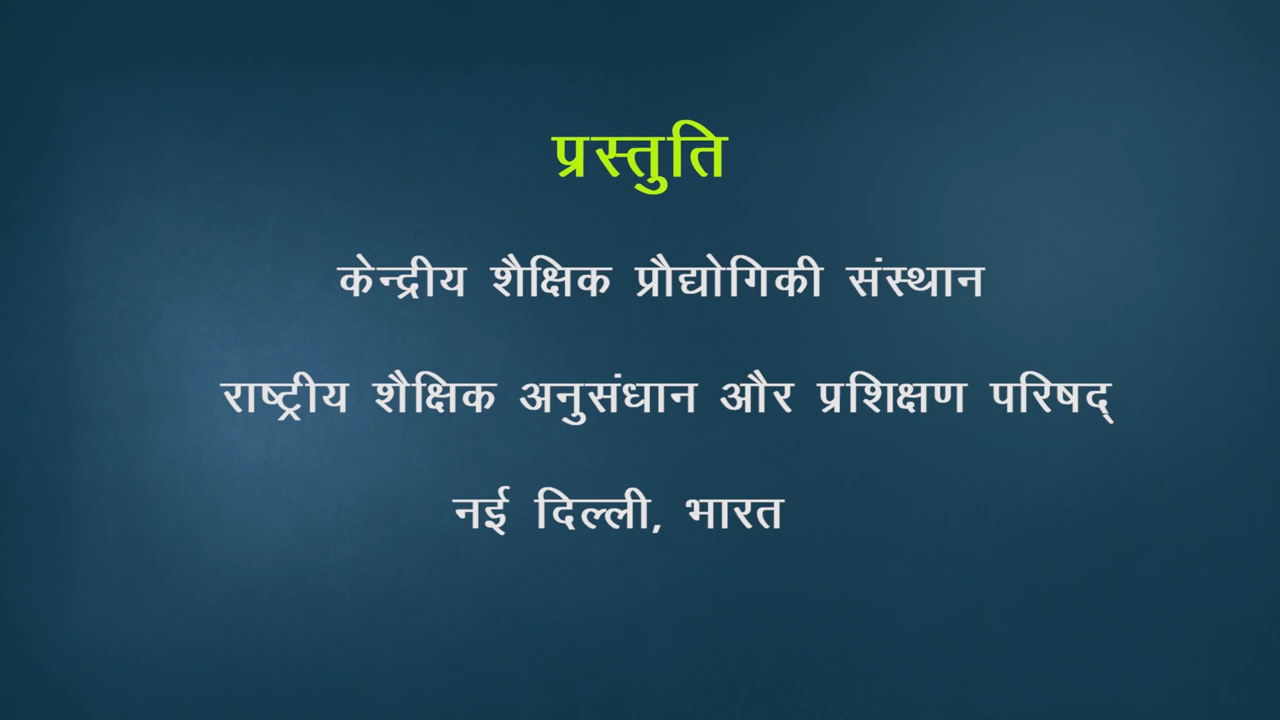 प्रस्तुति
केन्द्रीय शैक्षिक प्रौद्योगिकी संस्थान
राष्ट्रीय शैक्षिक अनुसंधान और प्रशिक्षण परिषद्
नई दिल्ली, भारत